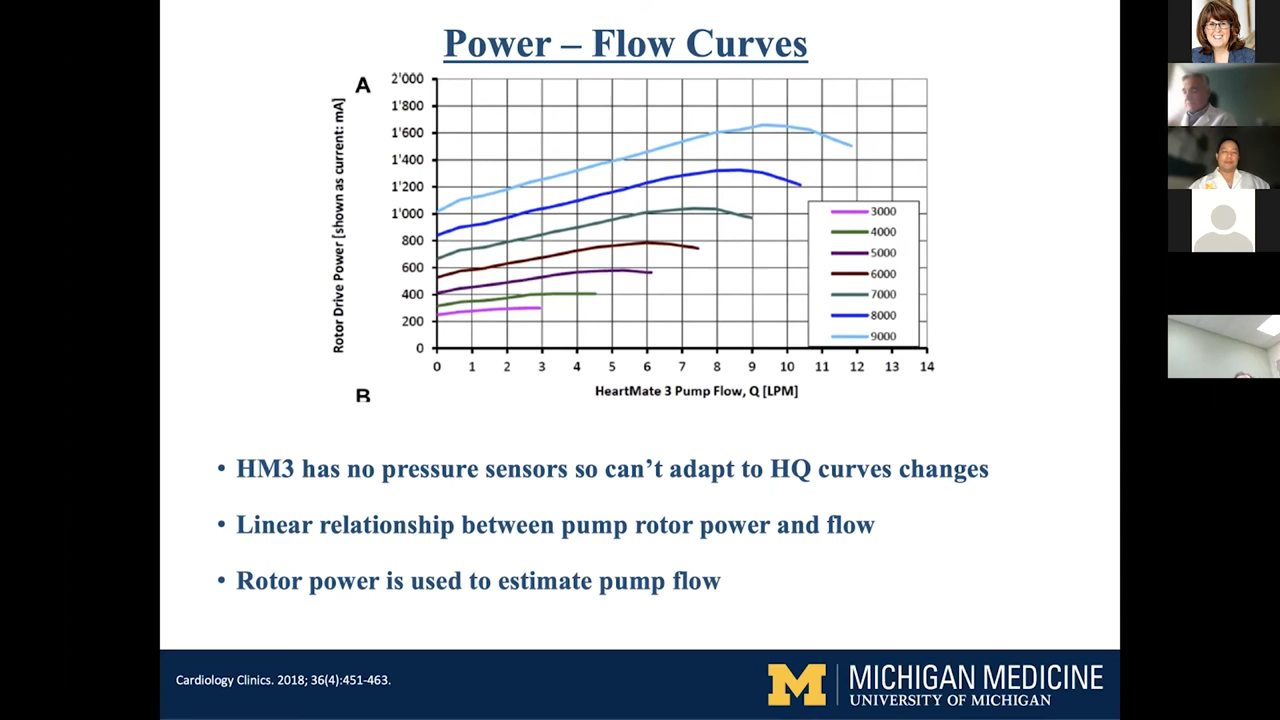 Power – Flow Curves
A
Rotor Drive Power [shown as current: mA]
2'000
1'800
1'600
1'400
1'200
1'000
800
600
400
200
0
0 1 2 3 4 5 6 7 8 9 10 11 12 13 14
HeartMate 3 Pump Flow, Q [LPM]
3000
4000
5000
6000
7000
8000
9000
B
• HM3 has no pressure sensors so can’t adapt to HQ curves changes
• Linear relationship between pump rotor power and flow
• Rotor power is used to estimate pump flow
Cardiology Clinics. 2018; 36(4):451-463.
M
MICHIGAN MEDICINE
UNIVERSITY OF MICHIGAN